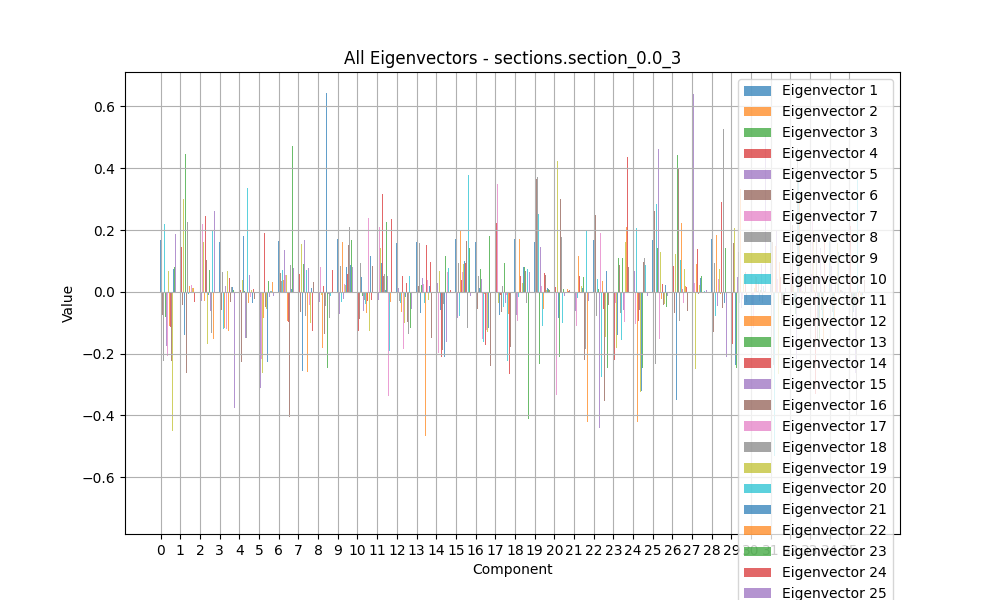 All Eigenvectors - sections.section_0.0_3
Value
0.6
0.4
0.2
0.0
−0.2
−0.4
−0.6
0 1 2 3 4 5 6 7 8 9 10 11 12 13 14 15 16 17 18 19 20 21 22 23 24 25 26 27 28 29
Component
Eigenvector 1
Eigenvector 2
Eigenvector 3
Eigenvector 4
Eigenvector 5
Eigenvector 6
Eigenvector 7
Eigenvector 8
Eigenvector 9
Eigenvector 10
Eigenvector 11
Eigenvector 12
Eigenvector 13
Eigenvector 14
Eigenvector 15
Eigenvector 16
Eigenvector 17
Eigenvector 18
Eigenvector 19
Eigenvector 20
Eigenvector 21
Eigenvector 22
Eigenvector 23
Eigenvector 24
Eigenvector 25